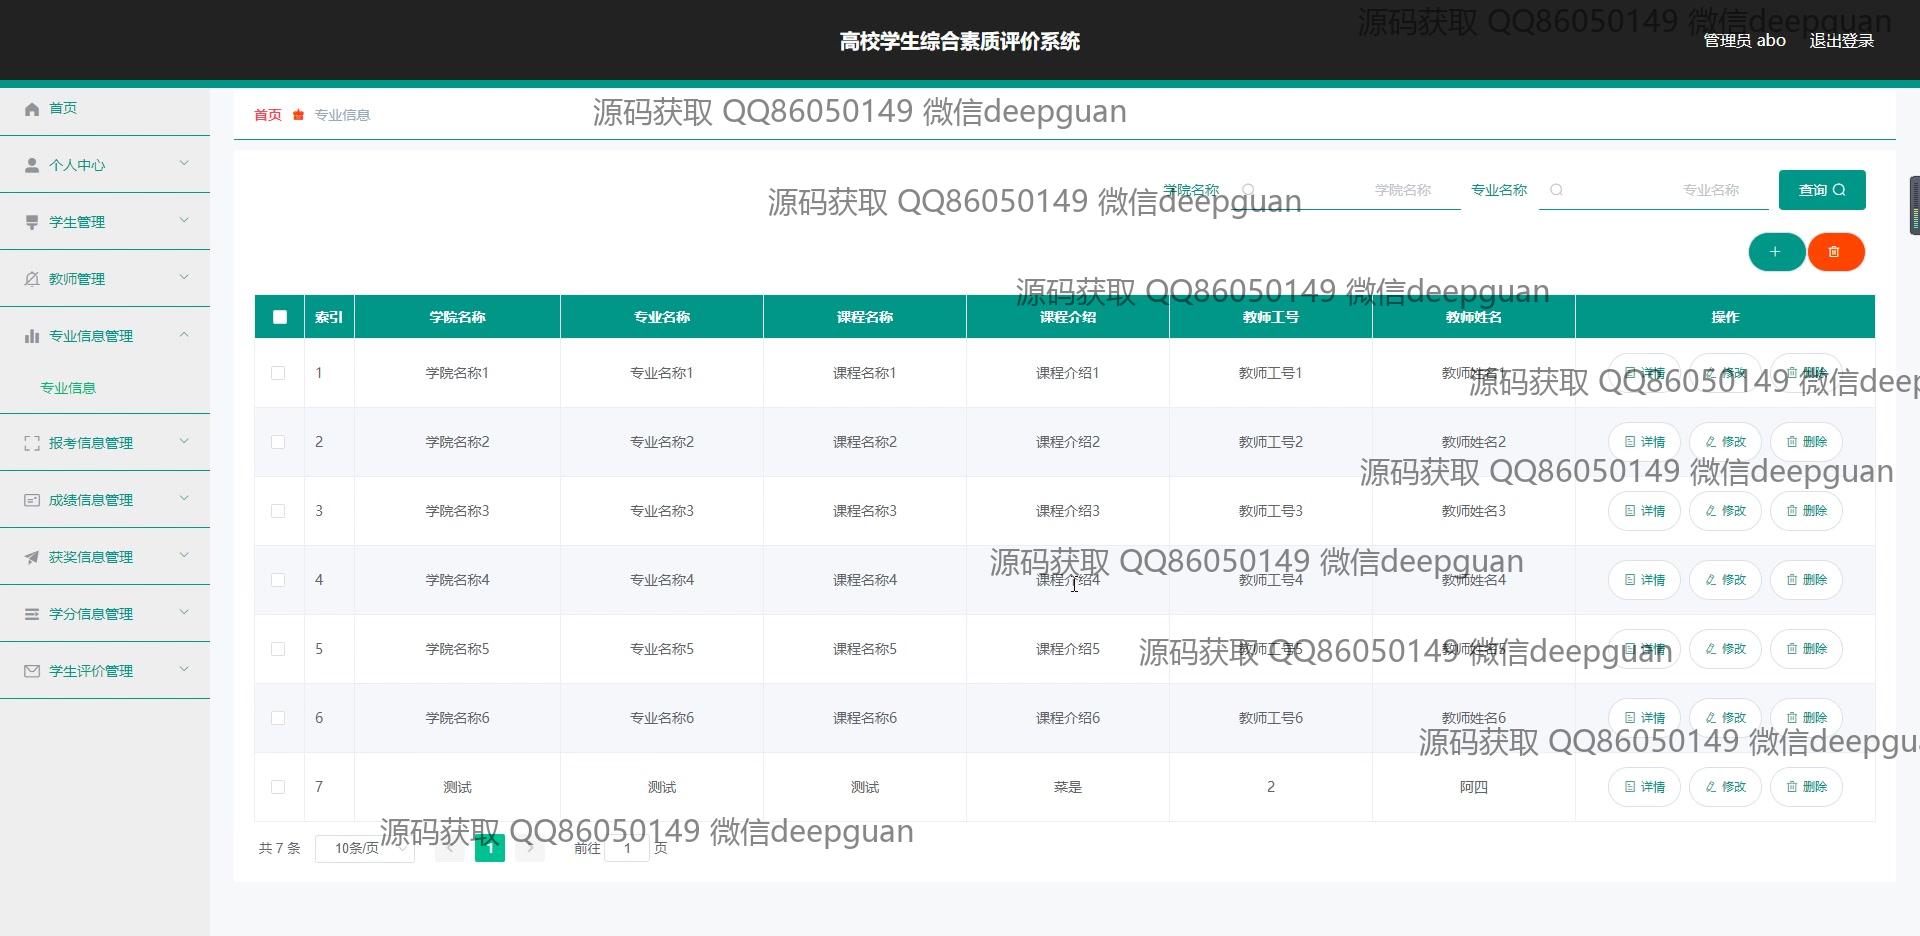 高校学生综合素质评价系统
源码获取 QQ86050149 微信deepguan
管理员 abo 退出登录
首页
个人中心
学生管理
教师管理
专业信息管理
专业信息
报考信息管理
成绩信息管理
获奖信息管理
学分信息管理
学生评价管理
首页 专业信息
源码获取 QQ86050149 微信deepguan
学院名称 学院名称 专业名称 专业名称 查询
源码获取 QQ86050149 微信deepguan
源码获取 QQ86050149 微信deepguan
索引 学院名称 专业名称 课程名称 课程介绍 教师工号 教师姓名 操作
1 学院名称1 专业名称1 课程名称1 课程介绍1 教师工号1 教师姓名1 详情 修改 删除
源码获取 QQ86050149 微信deep
2 学院名称2 专业名称2 课程名称2 课程介绍2 教师工号2 教师姓名2 详情 修改 删除
源码获取 QQ86050149 微信deepguan
3 学院名称3 专业名称3 课程名称3 课程介绍3 教师工号3 教师姓名3 详情 修改 删除
源码获取 QQ86050149 微信deepguan
4 学院名称4 专业名称4 课程名称4 课程介绍4 教师工号4 教师姓名4 详情 修改 删除
5 学院名称5 专业名称5 课程名称5 课程介绍5 教师工号5 教师姓名5 详情 修改 删除
源码获取 QQ86050149 微信deepguan
6 学院名称6 专业名称6 课程名称6 课程介绍6 教师工号6 教师姓名6 详情 修改 删除
源码获取 QQ86050149 微信deepgu
7 测试 测试 测试 菜是 2 阿四 详情 修改 删除
源码获取 QQ86050149 微信deepguan
共 7 条 10条/页 1 前往 1 页